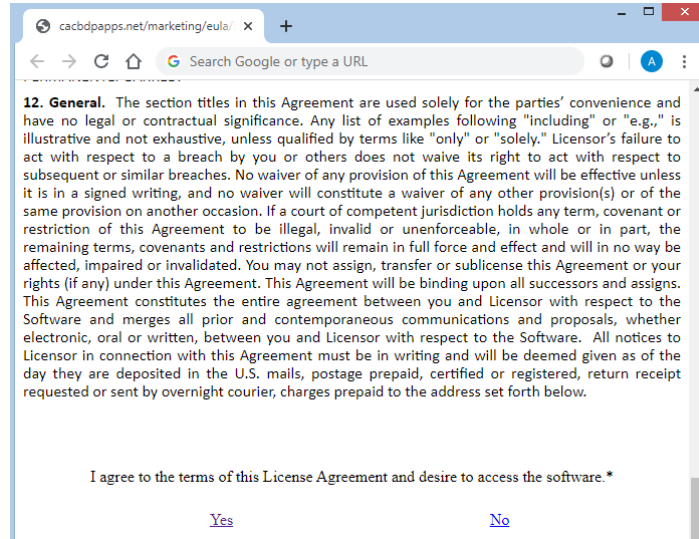 cacbdpapps.net/marketing/eula/
Search Google or type a URL
A
12. General. The section titles in this Agreement are used solely for the parties’ convenience and
have no legal or contractual significance. Any list of examples following "including" or "e.g.," is
illustrative and not exhaustive, unless qualified by terms like "only" or "solely." Licensor’s failure to
act with respect to a breach by you or others does not waive its right to act with respect to
subsequent or similar breaches. No waiver of any provision of this Agreement will be effective unless
it is in a signed writing, and no waiver will constitute a waiver of any other provision(s) or of the
same provision on another occasion. If a court of competent jurisdiction holds any term, covenant or
restriction of this Agreement to be illegal, invalid or unenforceable, in whole or in part, the
remaining terms, covenants and restrictions will remain in full force and effect and will in no way be
affected, impaired or invalidated. You may not assign, transfer or sublicense this Agreement or your
rights (if any) under this Agreement. This Agreement will be binding upon all successors and assigns.
This Agreement constitutes the entire agreement between you and Licensor with respect to the
Software and merges all prior and contemporaneous communications and proposals, whether
electronic, oral or written, between you and Licensor with respect to the Software. All notices to
Licensor in connection with this Agreement must be in writing and will be deemed given as of the
day they are deposited in the U.S. mails, postage prepaid, certified or registered, return receipt
requested or sent by overnight courier, charges prepaid to the address set forth below.
I agree to the terms of this License Agreement and desire to access the software.*
Yes No